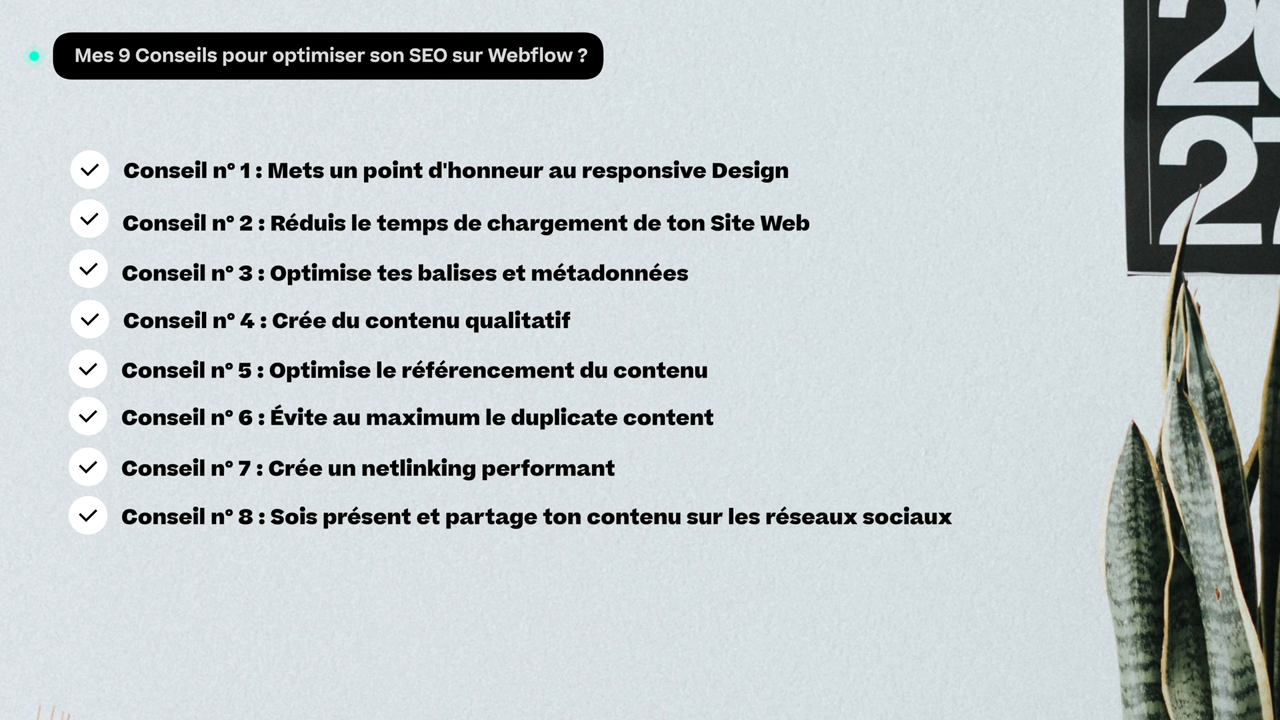 Mes 9 Conseils pour optimiser son SEO sur Webflow ?
Conseil n° 1 : Mets un point d'honneur au responsive Design
Conseil n° 2 : Réduis le temps de chargement de ton Site Web
Conseil n° 3 : Optimise tes balises et métadonnées
Conseil n° 4 : Crée du contenu qualitatif
Conseil n° 5 : Optimise le référencement du contenu
Conseil n° 6 : Évite au maximum le duplicate content
Conseil n° 7 : Crée un netlinking performant
Conseil n° 8 : Sois présent et partage ton contenu sur les réseaux sociaux